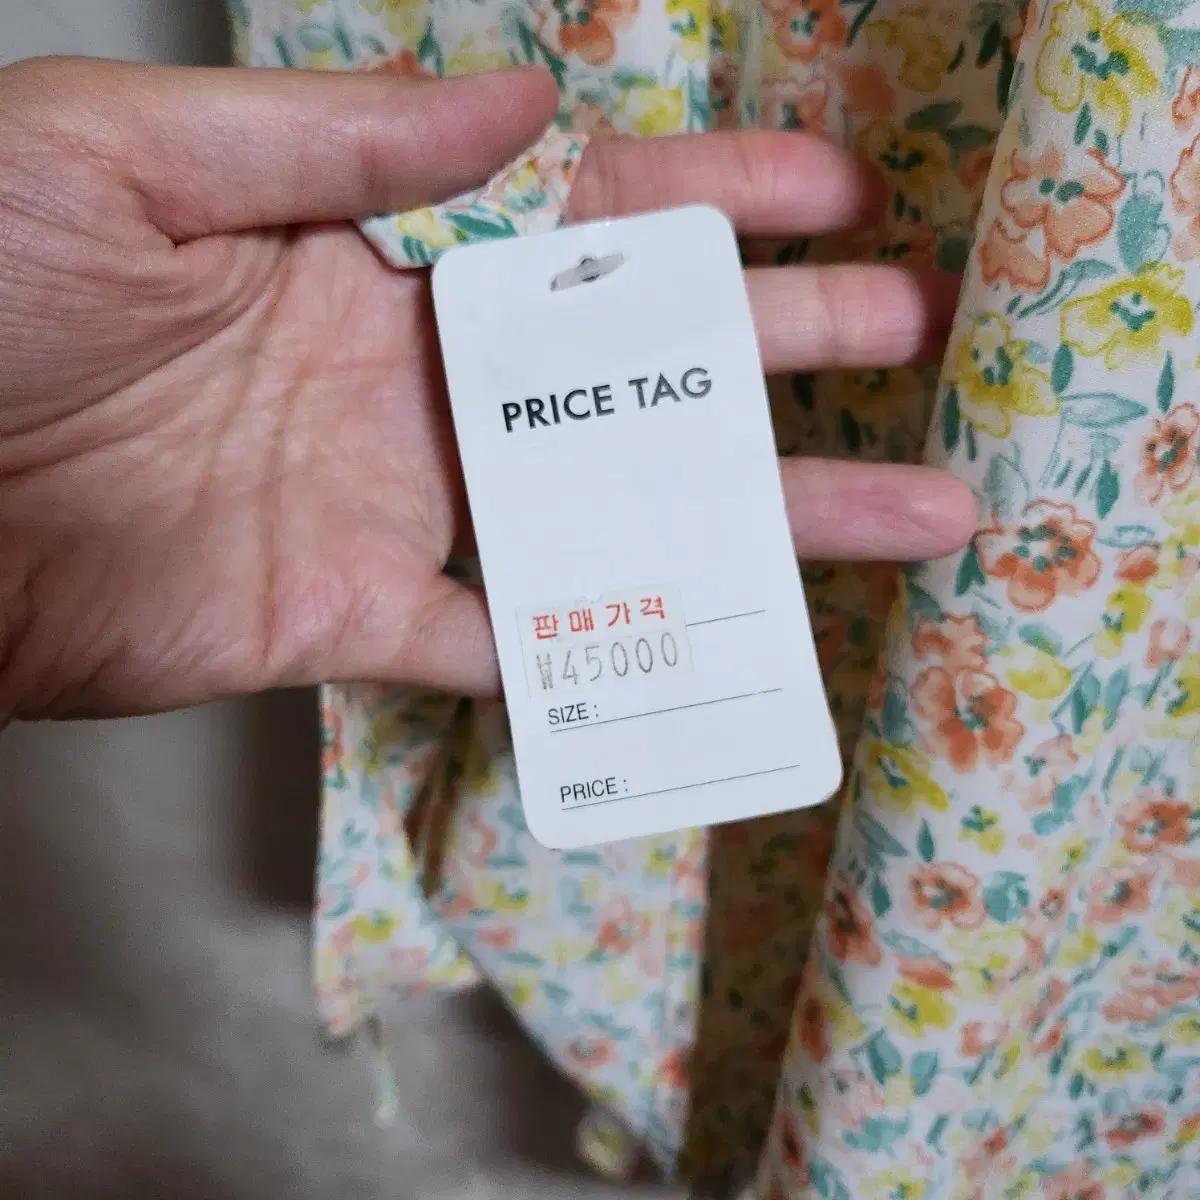 PRICE TAG
판매가격
₩45000
SIZE :
PRICE :